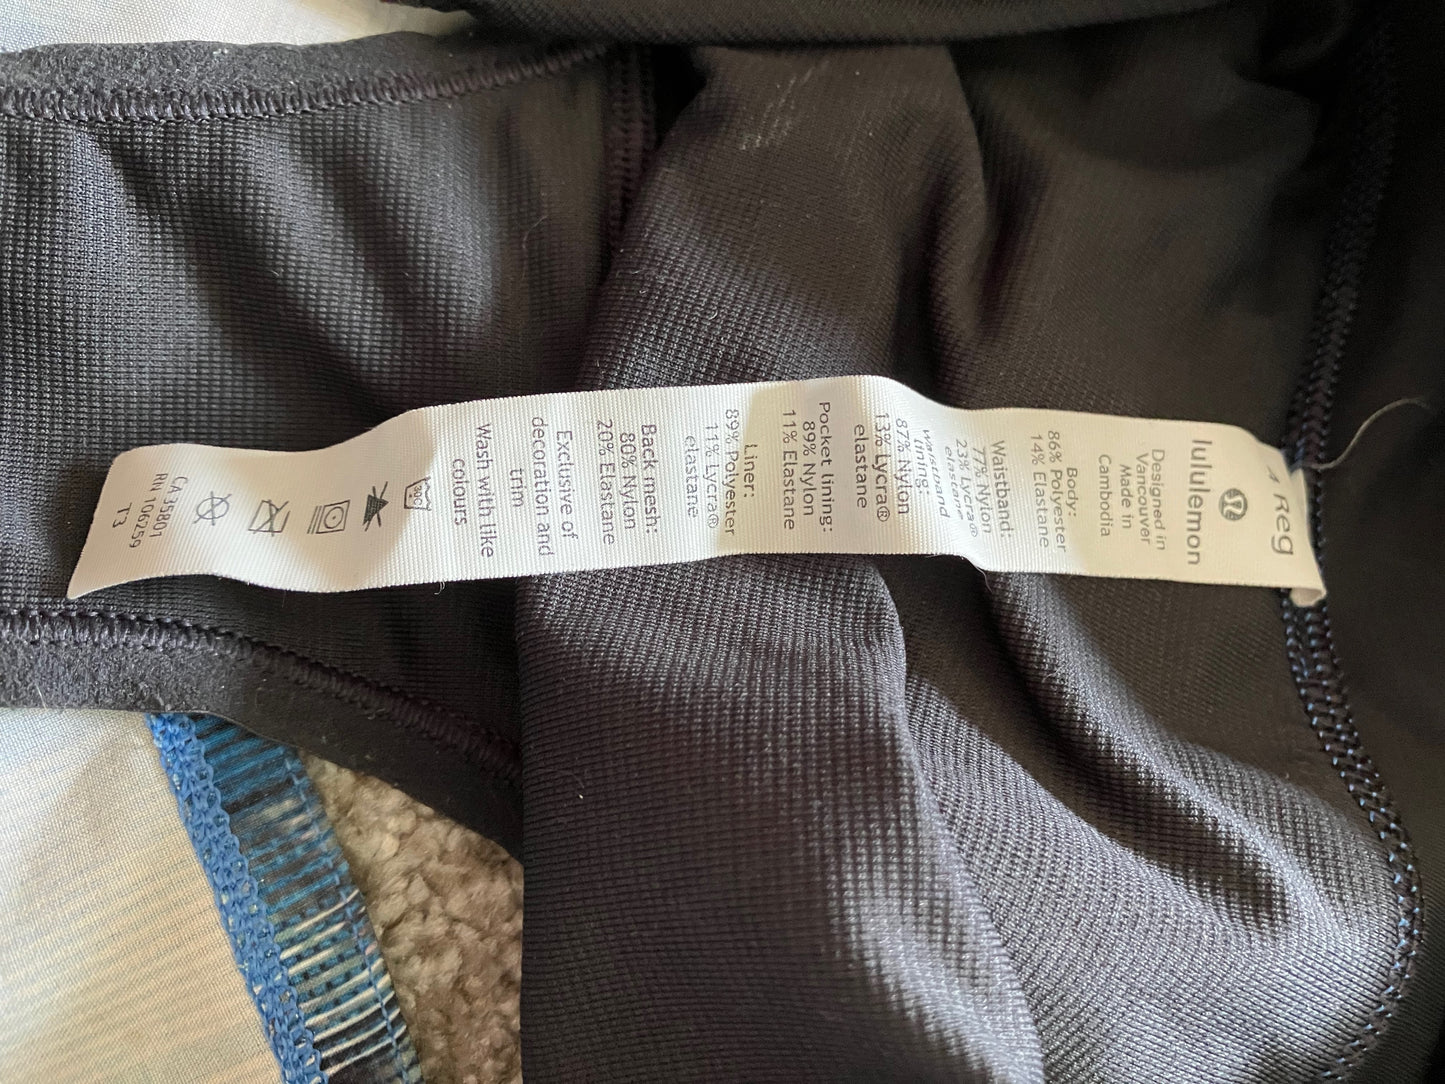 4 Reg
lululemon
Designed in
Vancouver
Made in
Cambodia
Body:
86% Polyester
14% Elastane
Waistband:
77% Nylon
23% Lycra®
elastane
Waistband
lining:
87% Nylon
13% Lycra®
elastane
Pocket lining:
89% Nylon
11% Elastane
Liner:
89% Polyester
11% Lycra®
elastane
Back mesh:
80% Nylon
20% Elastane
Exclusive of
decoration and
trim
Wash with like
colours
30°
CA 35801
RN 106259
T3